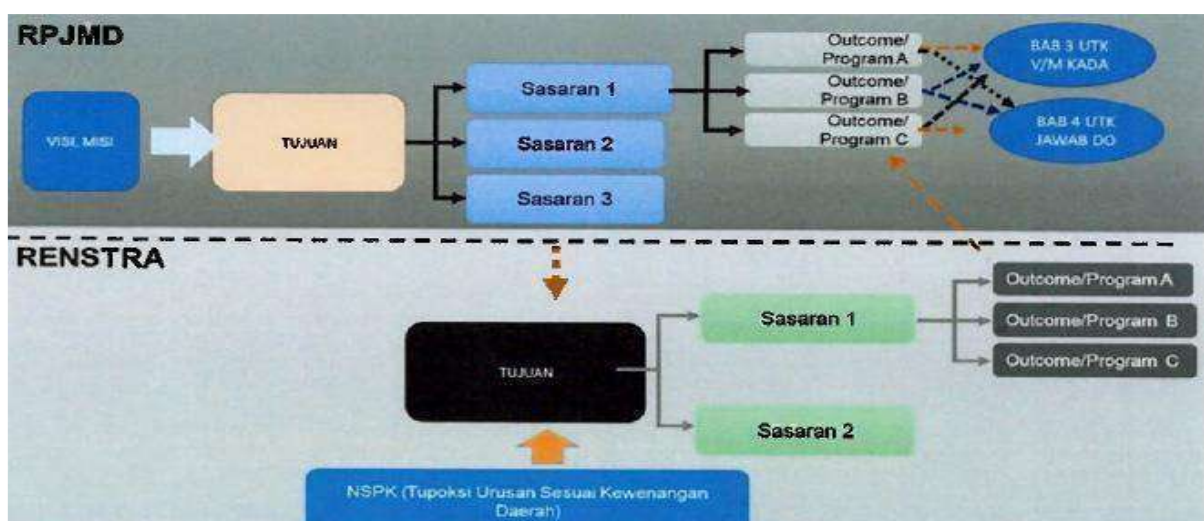 RPJMD
VISI, MISI
TUJUAN
Sasaran 1
Sasaran 2
Sasaran 3
Outcome/
Program A
Outcome/
Program B
Outcome/
Program C
BAB 3 UTK
V/M KADA
BAB 4 UTK
JAWAB DO
RENSTRA
TUJUAN
Sasaran 1
Sasaran 2
Outcome/Program A
Outcome/Program B
Outcome/Program C
NSPK (Tupoksi Urusan Sesuai Kewenangan
Daerah)